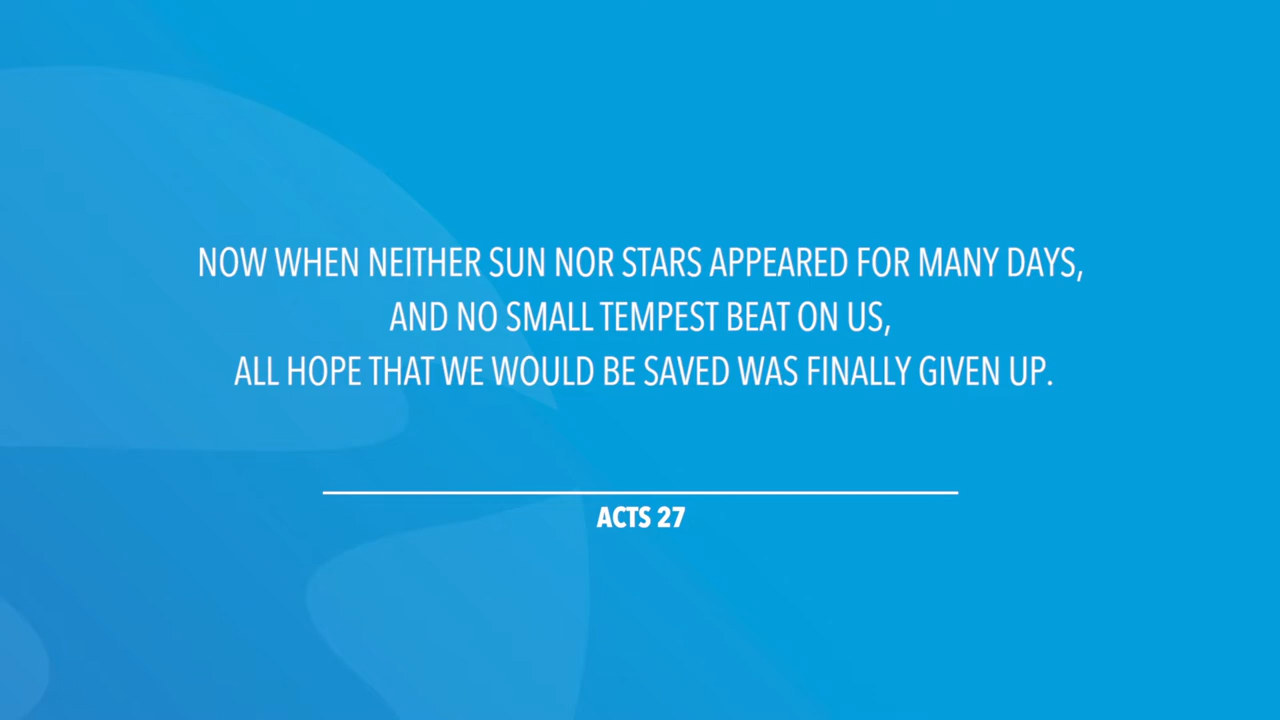 NOW WHEN NEITHER SUN NOR STARS APPEARED FOR MANY DAYS,
AND NO SMALL TEMPEST BEAT ON US,
ALL HOPE THAT WE WOULD BE SAVED WAS FINALLY GIVEN UP.
ACTS 27